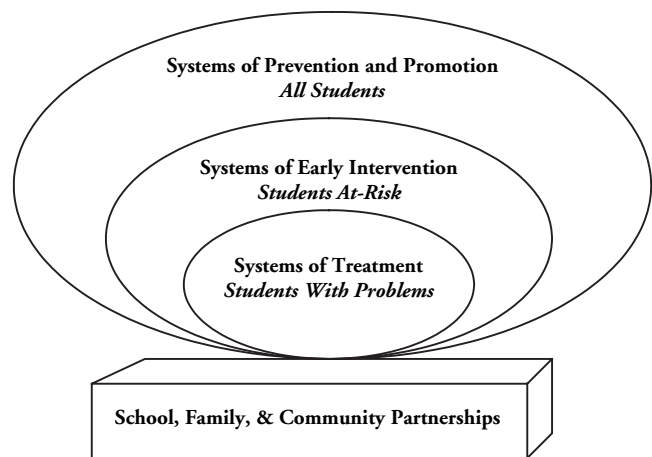 Systems of Prevention and Promotion
All Students
Systems of Early Intervention
Students At-Risk
Systems of Treatment
Students With Problems
School, Family, & Community Partnerships